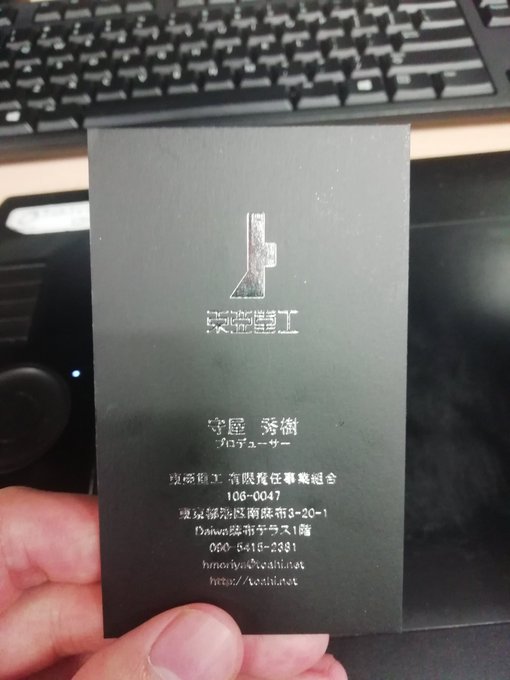 東亜重工
守屋 秀樹
プロデューサー
東亜重工 有限責任事業組合
106-0047
東京都港区南麻布3-20-1
Daiwa麻布テラス1階
090-5415-2381
hmoriya@toahi.net
http://toahi.net